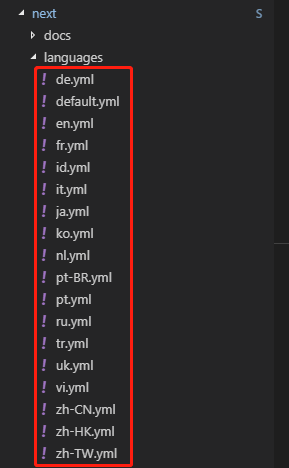 next S
docs
languages
! de.yml
! default.yml
! en.yml
! fr.yml
! id.yml
! it.yml
! ja.yml
! ko.yml
! nl.yml
! pt-BR.yml
! pt.yml
! ru.yml
! tr.yml
! uk.yml
! vi.yml
! zh-CN.yml
! zh-HK.yml
! zh-TW.yml